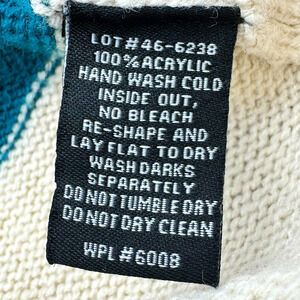 LOT#46-6238
100% ACRYLIC
HAND WASH COLD
INSIDE OUT,
NO BLEACH
RE-SHAPE AND
LAY FLAT TO DRY
WASH DARKS
SEPARATELY
DO NOT TUMBLE DRY
DO NOT DRY CLEAN
WPL #6008